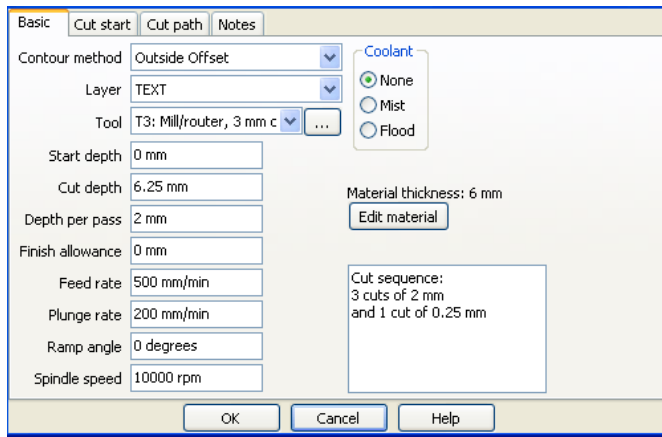 Basic Cut start Cut path Notes
Contour method Outside Offset
Layer TEXT
Tool T3: Mill/router, 3 mm c ...
Start depth 0 mm
Cut depth 6.25 mm
Depth per pass 2 mm
Finish allowance 0 mm
Feed rate 500 mm/min
Plunge rate 200 mm/min
Ramp angle 0 degrees
Spindle speed 10000 rpm
Coolant
None
Mist
Flood
Material thickness: 6 mm
Edit material
Cut sequence:
3 cuts of 2 mm
and 1 cut of 0.25 mm
OK Cancel Help